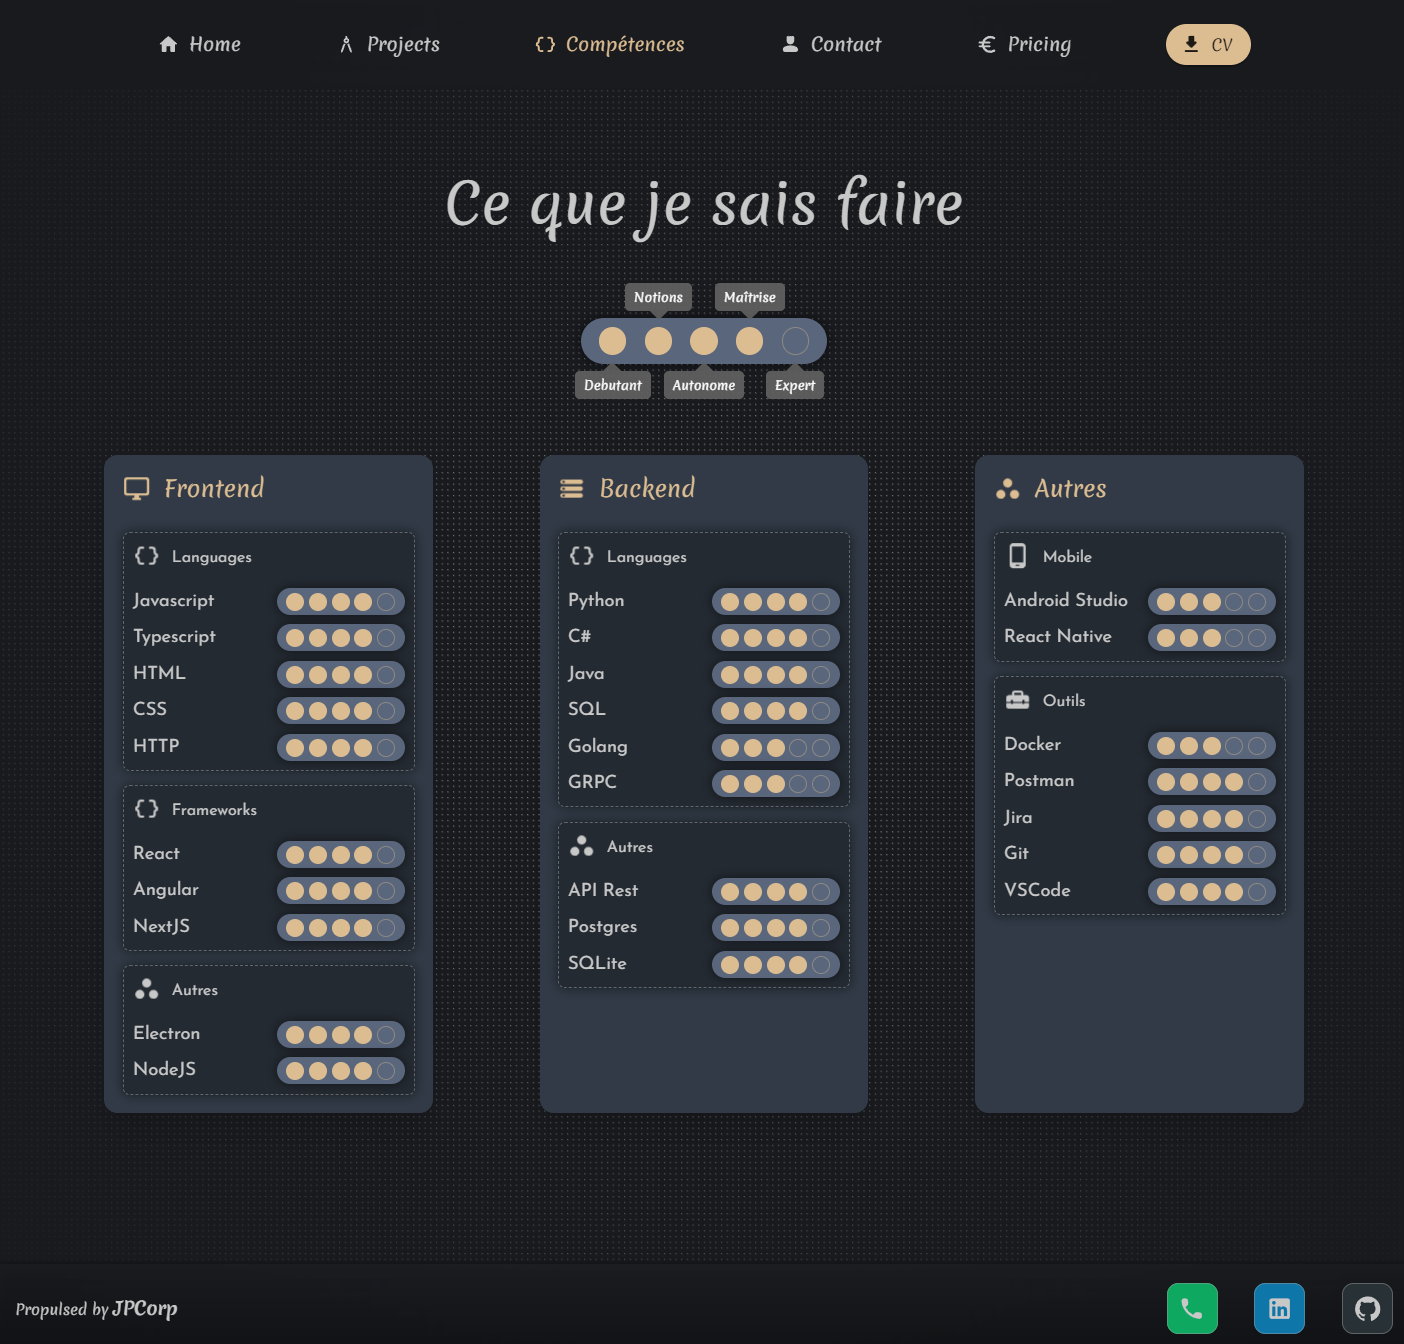 Home Projects Compétences Contact Pricing CV
Ce que je sais faire
Notions Maîtrise
Debutant Autonome Expert
Frontend
Languages
Javascript
Typescript
HTML
CSS
HTTP
Frameworks
React
Angular
NextJS
Autres
Electron
NodeJS
Backend
Languages
Python
C#
Java
SQL
Golang
GRPC
Autres
API Rest
Postgres
SQLite
Autres
Mobile
Android Studio
React Native
Outils
Docker
Postman
Jira
Git
VSCode
Propulsed by JPCorp